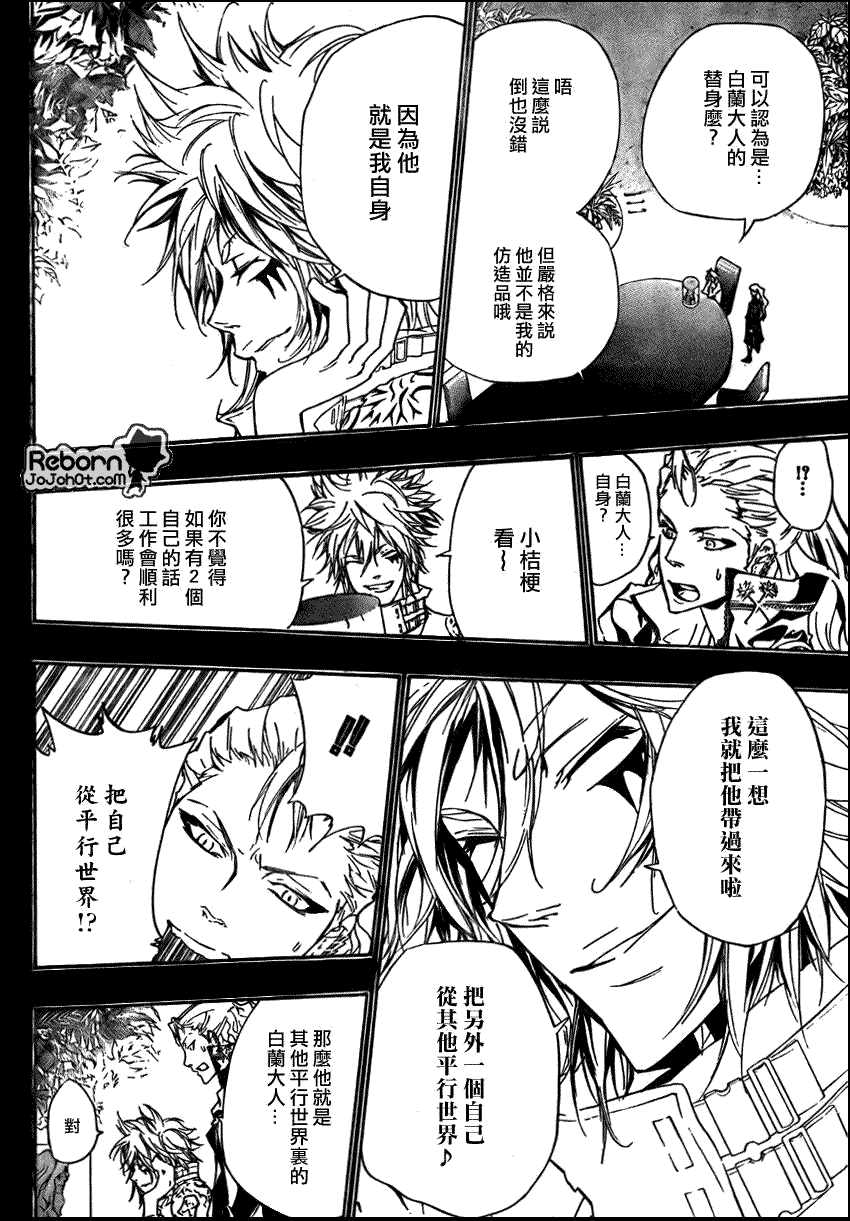 可以認為是…
白蘭大人的
替身麼?
唔
這麼說
倒也沒錯
但嚴格來說
他並不是我的
仿造品哦
因為他
就是我自身
!?…
白蘭大人…
自身?
小桔梗
看~
你不覺得
如果有2個
自己的話
工作會順利
很多嗎?
這麼一想
我就把他帶過來啦
把另外一個自己
從其他平行世界♪
!!
把自己
從平行世界!?
那麼他就是
其他平行世界裏的
白蘭大人…
對
Reborn
JoJoh0t.com